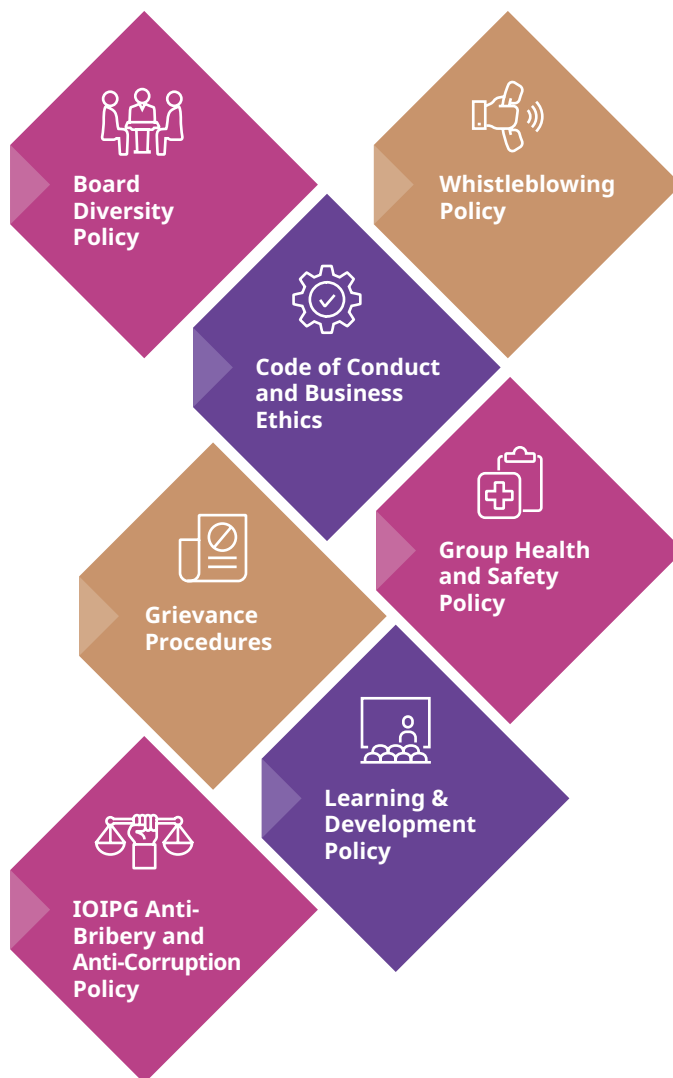 Board
Diversity
Policy
Whistleblowing
Policy
Code of Conduct
and Business
Ethics
Group Health
and Safety
Policy
Grievance
Procedures
Learning &
Development
Policy
IOIPG Anti-
Bribery and
Anti-Corruption
Policy